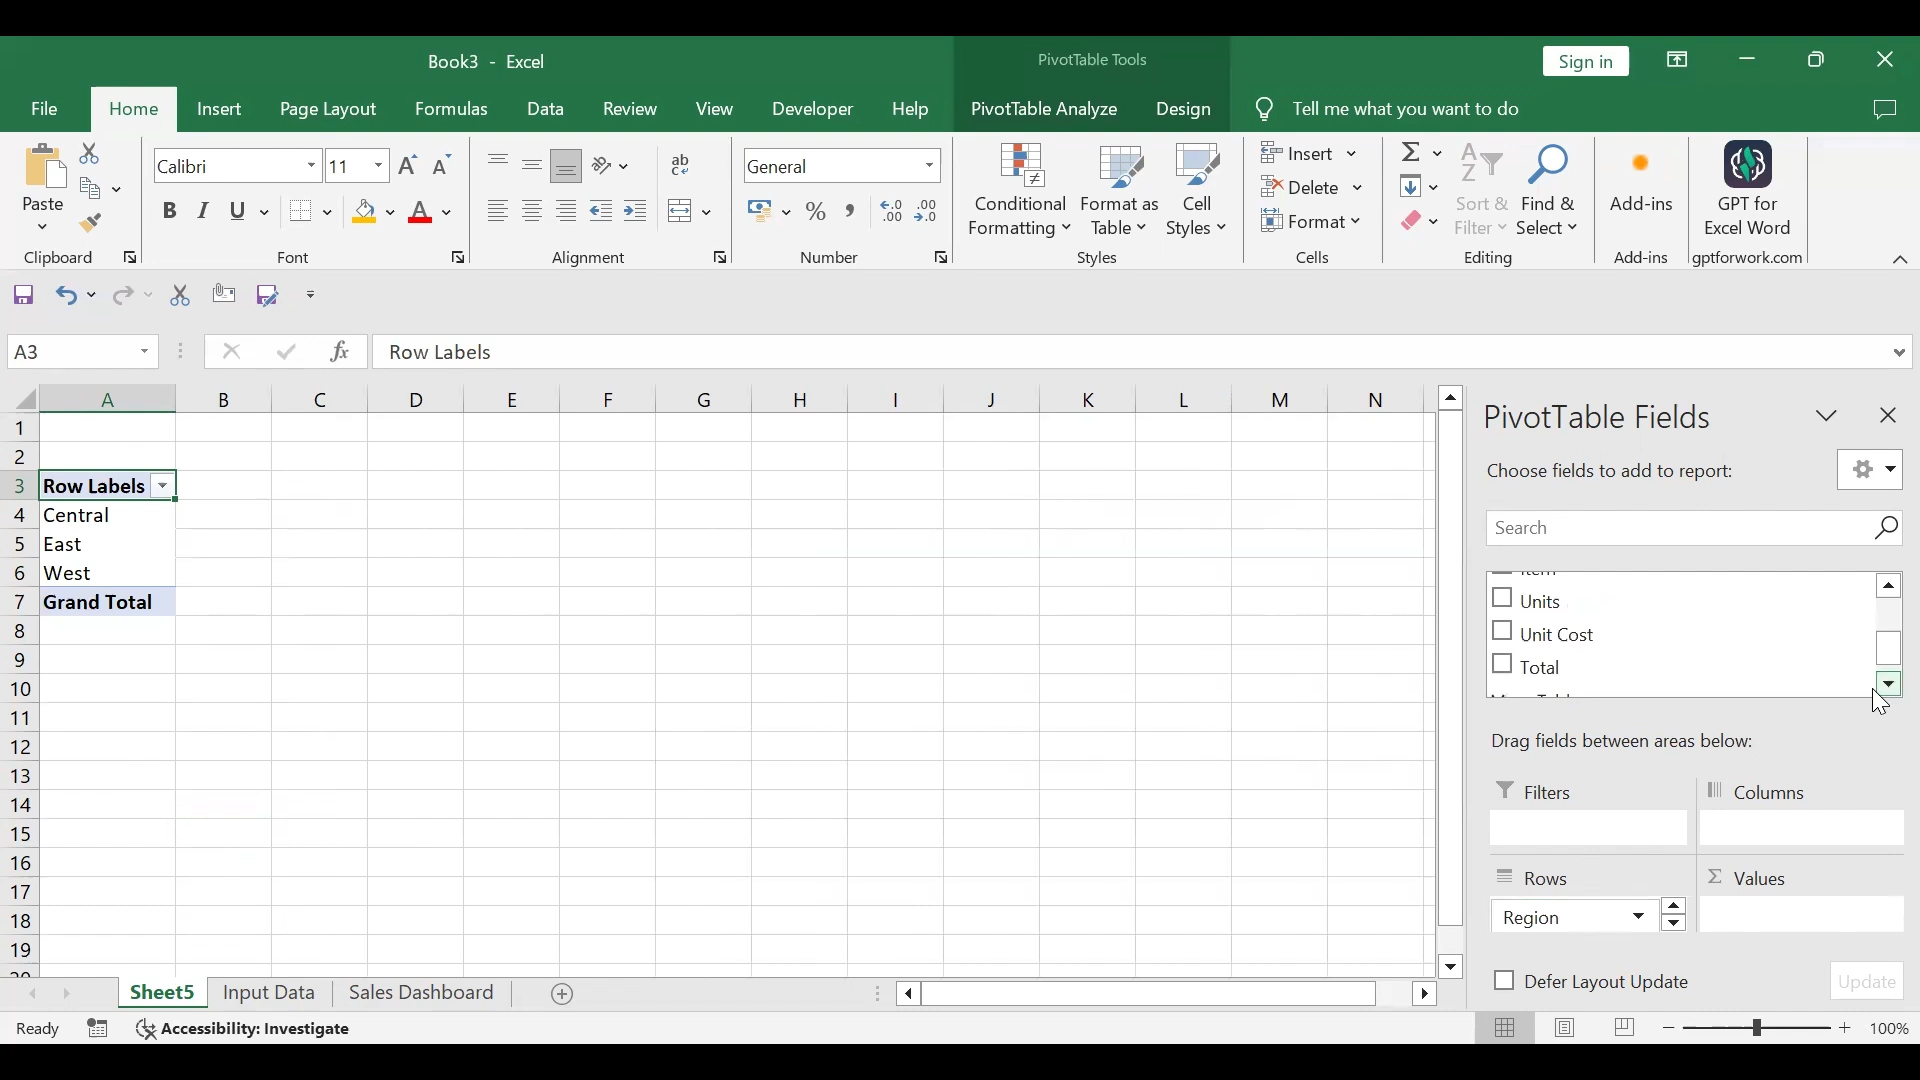 Book3 - Excel
PivotTable Tools
Sign in
File
Home
Insert
Page Layout
Formulas
Data
Review
View
Developer
Help
PivotTable Analyze
Design
Tell me what you want to do
Paste
Calibri
11
General
Conditional
Formatting
Format as
Table
Cell
Styles
Insert
Delete
Format
Sort &
Filter
Find &
Select
Add-ins
GPT for
Excel Word
Clipboard
Font
Alignment
Number
Styles
Cells
Editing
Add-ins
gptforwork.com
A3
fx
Row Labels
A B C D E F G H I J K L M N
1
2
3 Row Labels
4 Central
5 East
6 West
7 Grand Total
8
9
10
11
12
13
14
15
16
17
18
19
PivotTable Fields
Choose fields to add to report:
Search
Units
Unit Cost
Total
Drag fields between areas below:
Filters
Columns
Rows
Values
Region
Defer Layout Update
Update
Sheet5
Input Data
Sales Dashboard
Ready
Accessibility: Investigate
100%